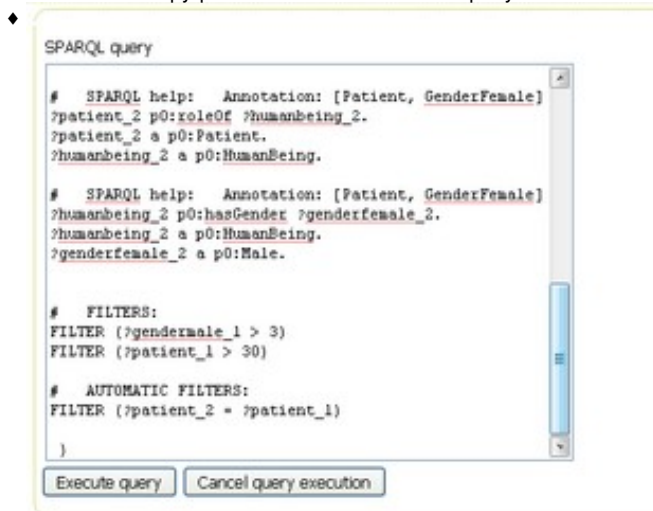 SPARQL query
# SPARQL help: Annotation: [Patient, GenderFemale]
?patient_2 p0:roleOf ?humanbeing_2.
?patient_2 a p0:Patient.
?humanbeing_2 a p0:HumanBeing.
# SPARQL help: Annotation: [Patient, GenderFemale]
?humanbeing_2 p0:hasGender ?genderfemale_2.
?humanbeing_2 a p0:HumanBeing.
?genderfemale_2 a p0:Male.
# FILTERS:
FILTER (?gendermale_1 > 3)
FILTER (?patient_1 > 30)
# AUTOMATIC FILTERS:
FILTER (?patient_2 = ?patient_1)
}
Execute query Cancel query execution